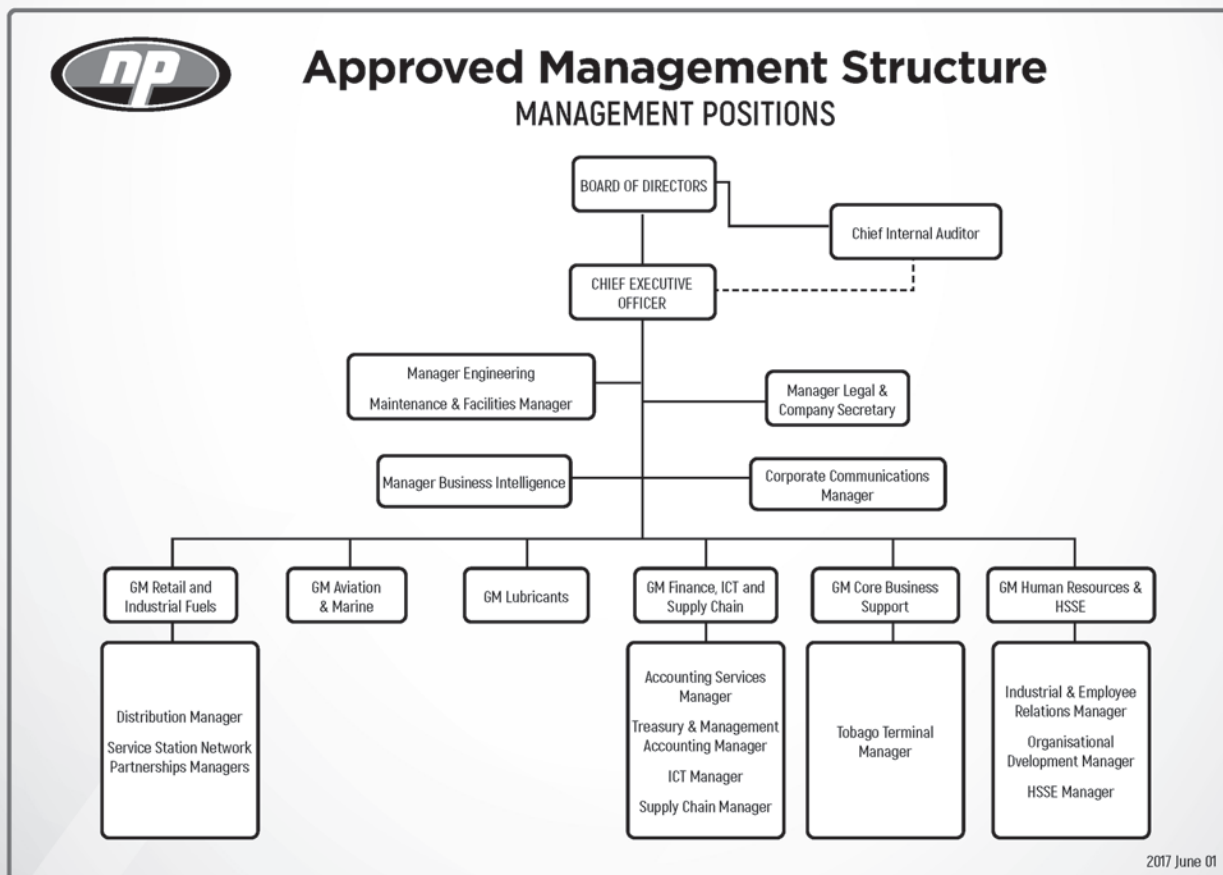 np
Approved Management Structure
MANAGEMENT POSITIONS
BOARD OF DIRECTORS
Chief Internal Auditor
CHIEF EXECUTIVE
OFFICER
Manager Engineering
Maintenance & Facilities Manager
Manager Legal &
Company Secretary
Manager Business Intelligence
Corporate Communications
Manager
GM Retail and
Industrial Fuels
GM Aviation
& Marine
GM Lubricants
GM Finance, ICT and
Supply Chain
GM Core Business
Support
GM Human Resources &
HSSE
Distribution Manager
Service Station Network
Partnerships Managers
Accounting Services
Manager
Treasury & Management
Accounting Manager
ICT Manager
Supply Chain Manager
Tobago Terminal
Manager
Industrial & Employee
Relations Manager
Organisational
Dvelopment Manager
HSSE Manager
2017 June 01